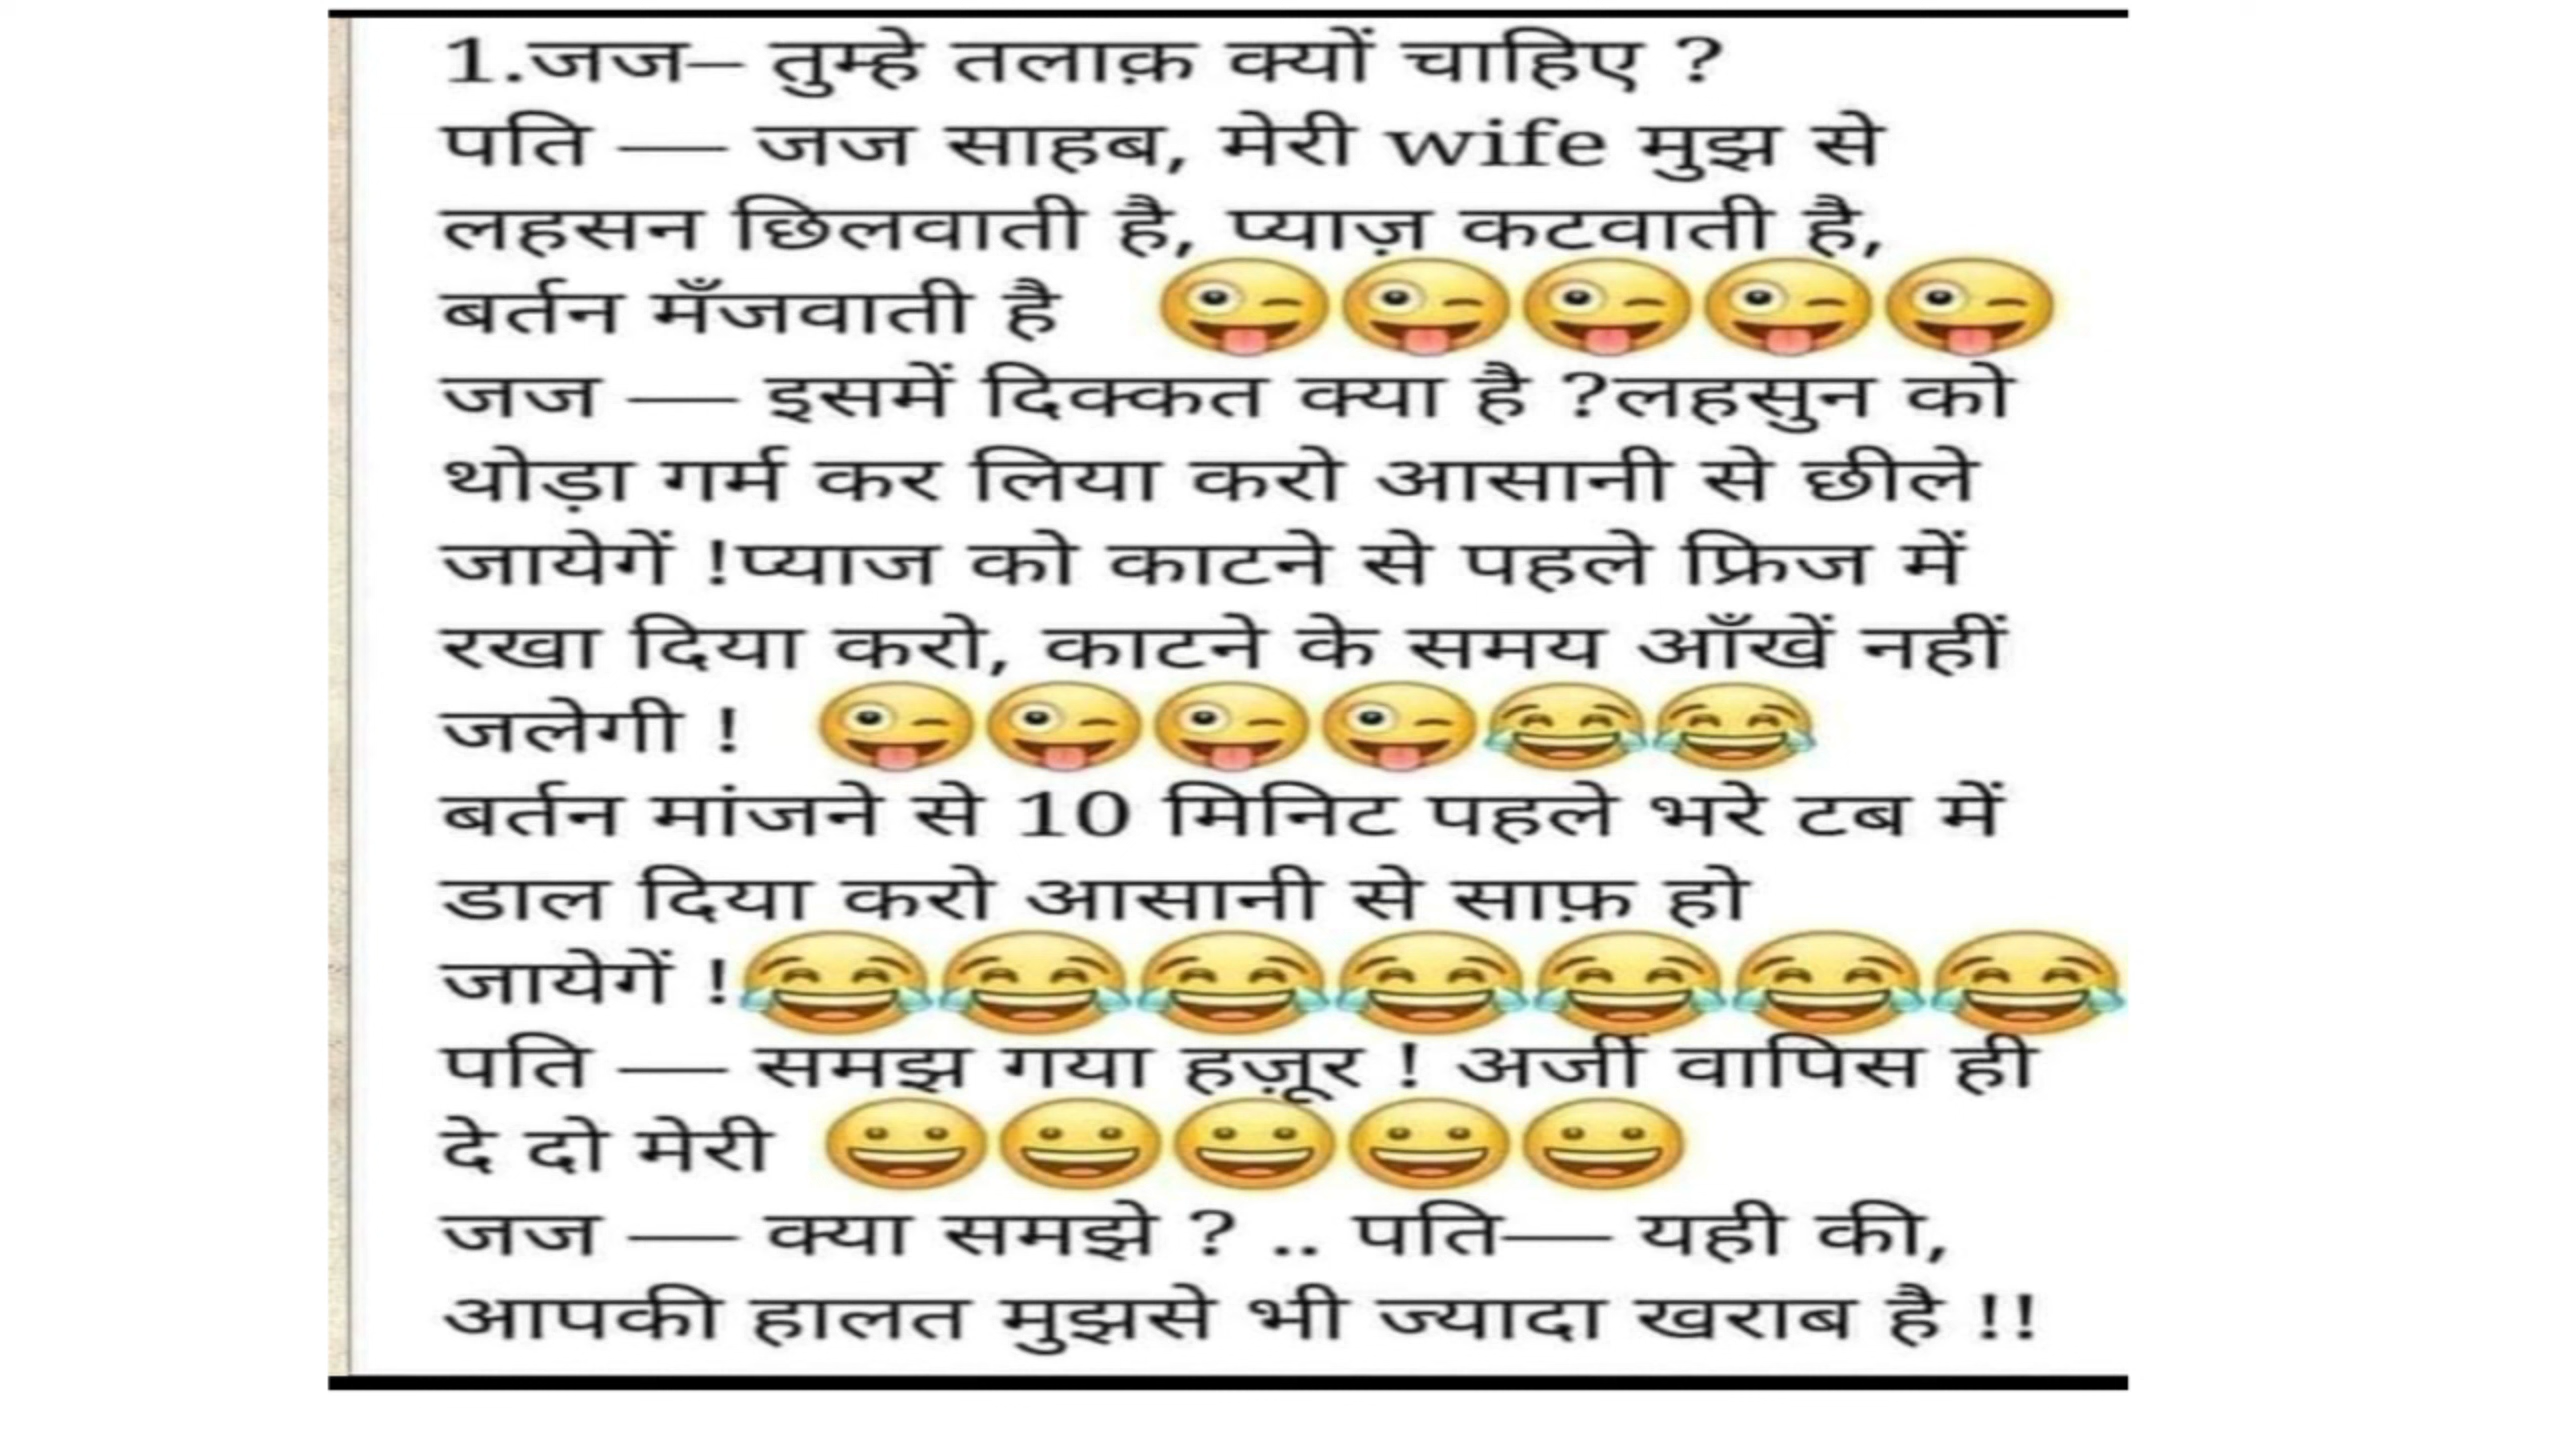 1.जज– तुम्हे तलाक़ क्यों चाहिए ?
पति — जज साहब, मेरी wife मुझ से
लहसन छिलवाती है, प्याज़ कटवाती है,
बर्तन मँजवाती है 😜😜😜😜😜
जज — इसमें दिक्कत क्या है ?लहसुन को
थोड़ा गर्म कर लिया करो आसानी से छीले
जायेगें !प्याज को काटने से पहले फ्रिज में
रखा दिया करो, काटने के समय आँखें नहीं
जलेगी ! 😜😜😜😜😂😂
बर्तन मांजने से 10 मिनिट पहले भरे टब में
डाल दिया करो आसानी से साफ़ हो
जायेगें !😂😂😂😂😂😂😂
पति — समझ गया हज़ूर ! अर्जी वापिस ही
दे दो मेरी 😀😀😀😀😀
जज — क्या समझे ? .. पति— यही की,
आपकी हालत मुझसे भी ज्यादा खराब है !!